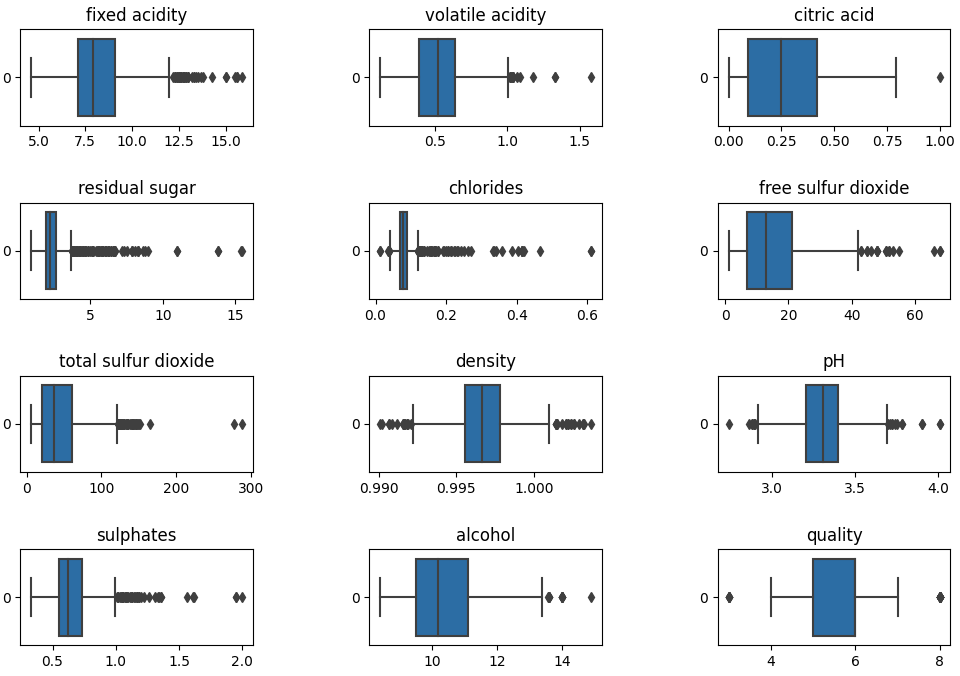 fixed acidity
0
5.0 7.5 10.0 12.5 15.0
volatile acidity
0
0.5 1.0 1.5
citric acid
0
0.00 0.25 0.50 0.75 1.00
residual sugar
0
5 10 15
chlorides
0
0.0 0.2 0.4 0.6
free sulfur dioxide
0
0 20 40 60
total sulfur dioxide
0
0 100 200 300
density
0
0.990 0.995 1.000
pH
0
3.0 3.5 4.0
sulphates
0
0.5 1.0 1.5 2.0
alcohol
0
10 12 14
quality
0
4 6 8